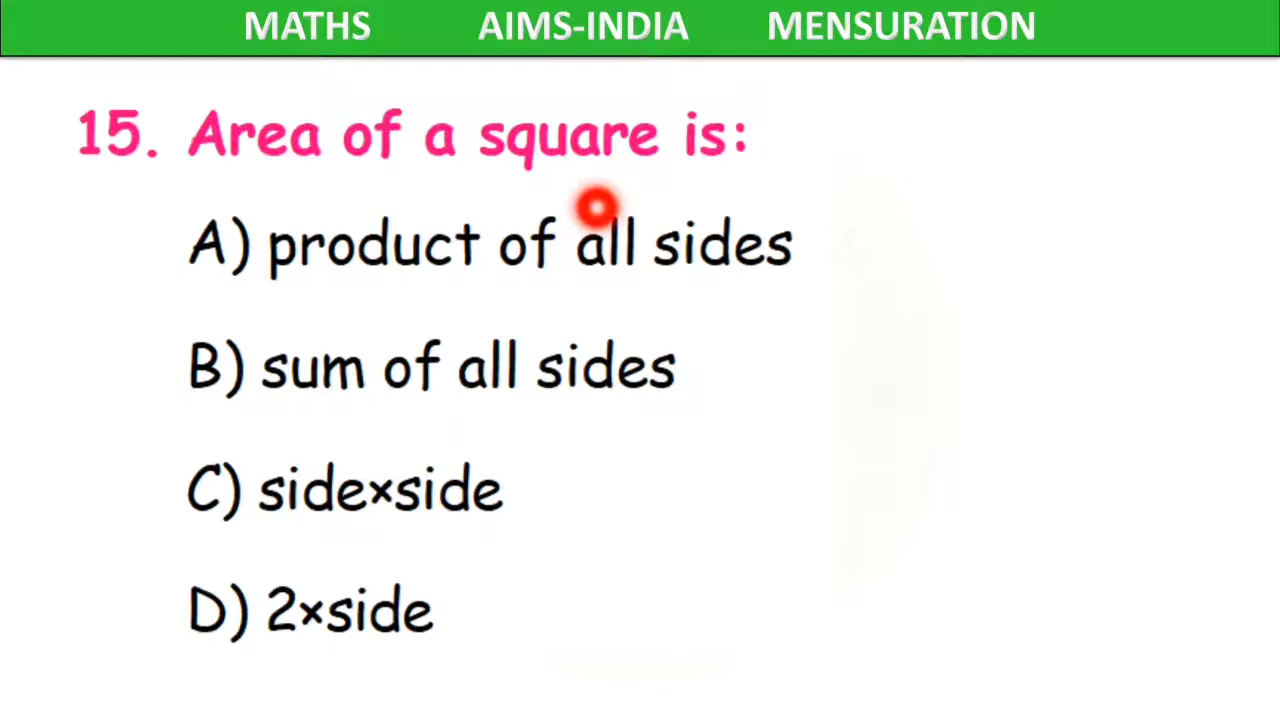 MATHS AIMS-INDIA MENSURATION
15. Area of a square is:
A) product of all sides
B) sum of all sides
C) side×side
D) 2×side